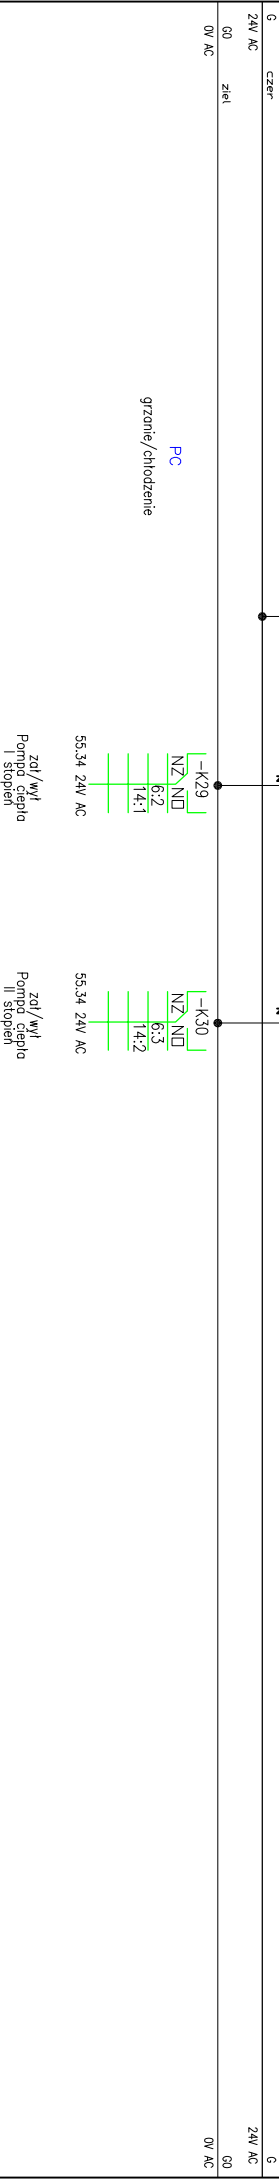 G
24V AC
czer
G0
0V AC
ziel
PC
grzanie/chłodzenie
-K29
NZ NO
6:2
14:1
55.34 24V AC
zał/wył
Pompa ciepła
I stopień
-K30
NZ NO
6:3
14:2
55.34 24V AC
zał/wył
Pompa ciepła
II stopień
24V AC
G
0V AC
G0